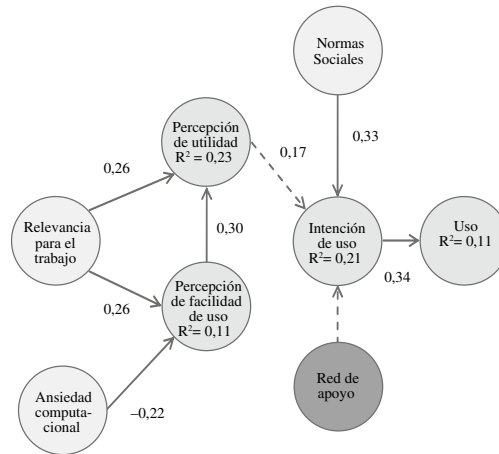 Normas
Sociales
Percepción
de utilidad
R² = 0,23
0,17
0,33
0,26
Relevancia
para el
trabajo
0,30
Intención
de uso
R²= 0,21
Uso
R²= 0,11
0,34
0,26
Percepción
de facilidad
de uso
R²= 0,11
Red de
apoyo
Ansiedad
computa-
cional
–0,22